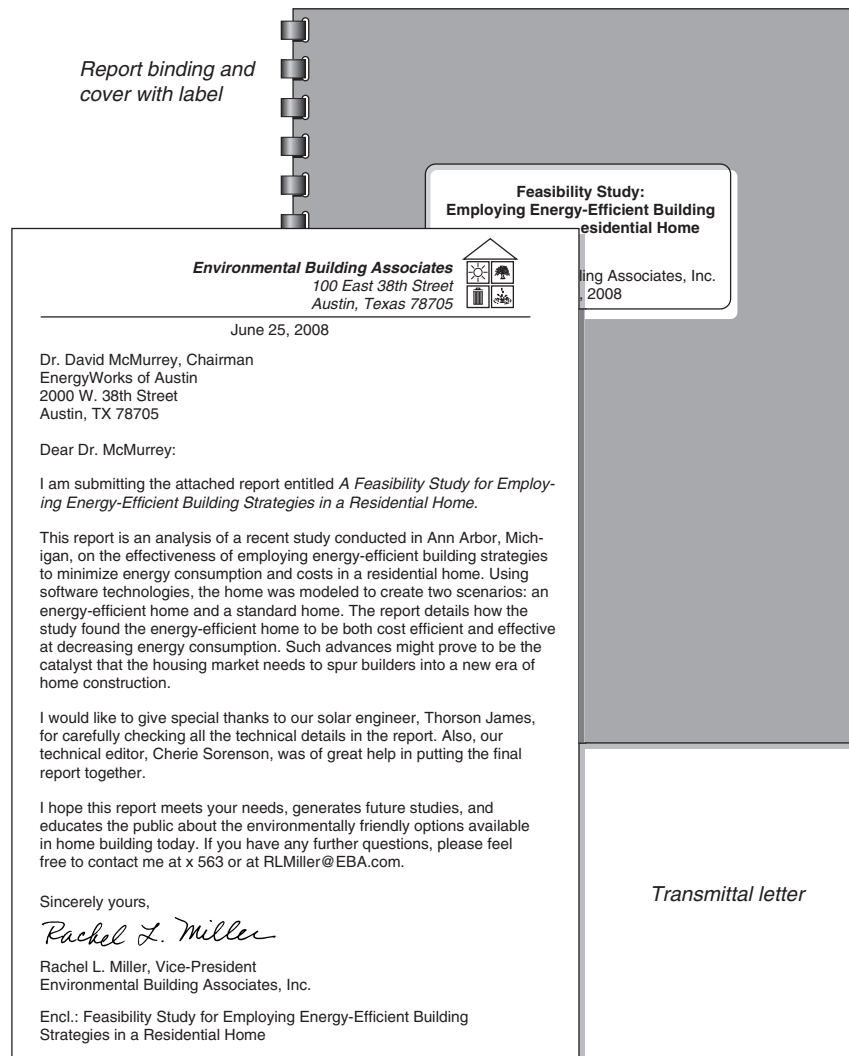 Report binding and
cover with label
Feasibility Study:
Employing Energy-Efficient Building
esidential Home
ling Associates, Inc.
, 2008
Environmental Building Associates
100 East 38th Street
Austin, Texas 78705
June 25, 2008
Dr. David McMurrey, Chairman
EnergyWorks of Austin
2000 W. 38th Street
Austin, TX 78705
Dear Dr. McMurrey:
I am submitting the attached report entitled A Feasibility Study for Employ-
ing Energy-Efficient Building Strategies in a Residential Home.
This report is an analysis of a recent study conducted in Ann Arbor, Mich-
igan, on the effectiveness of employing energy-efficient building strategies
to minimize energy consumption and costs in a residential home. Using
software technologies, the home was modeled to create two scenarios: an
energy-efficient home and a standard home. The report details how the
study found the energy-efficient home to be both cost efficient and effective
at decreasing energy consumption. Such advances might prove to be the
catalyst that the housing market needs to spur builders into a new era of
home construction.
I would like to give special thanks to our solar engineer, Thorson James,
for carefully checking all the technical details in the report. Also, our
technical editor, Cherie Sorenson, was of great help in putting the final
report together.
I hope this report meets your needs, generates future studies, and
educates the public about the environmentally friendly options available
in home building today. If you have any further questions, please feel
free to contact me at x 563 or at RLMiller@EBA.com.
Sincerely yours,
Rachel L. Miller
Rachel L. Miller, Vice-President
Environmental Building Associates, Inc.
Encl.: Feasibility Study for Employing Energy-Efficient Building
Strategies in a Residential Home
Transmittal letter